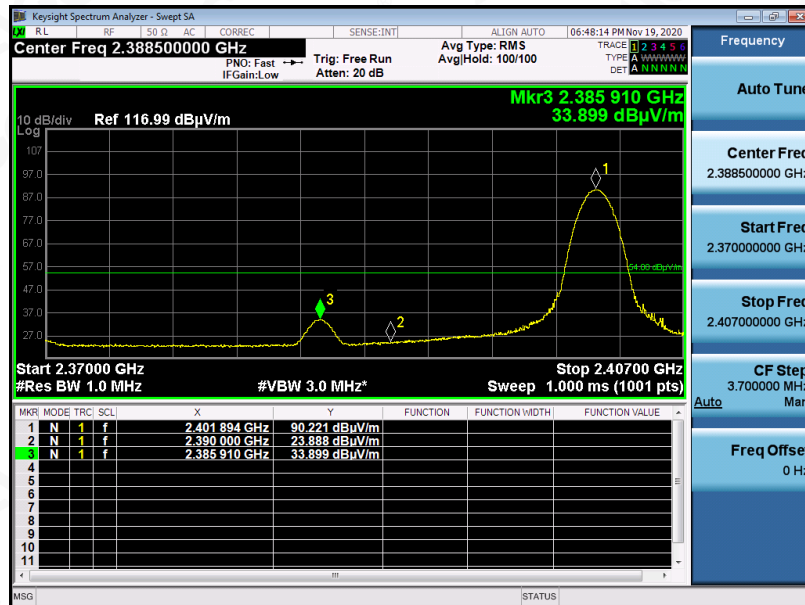 Keysight Spectrum Analyzer - Swept SA
LXI RL RF 50 Ω AC CORREC SENSE:INT ALIGN AUTO 06:48:14 PM Nov 19, 2020
Center Freq 2.388500000 GHz
PNO: Fast
IFGain:Low
Trig: Free Run
Atten: 20 dB
Avg Type: RMS
Avg|Hold: 100/100
TRACE 1 2 3 4 5 6
TYPE A WWWWW
DET A N N N N N
Mkr3 2.385 910 GHz
33.899 dBµV/m
10 dB/div Ref 116.99 dBµV/m
Log
107
97.0
87.0
77.0
67.0
57.0
47.0
37.0
27.0
1
54.00 dBµV/m
3
2
Start 2.37000 GHz Stop 2.40700 GHz
#Res BW 1.0 MHz #VBW 3.0 MHz* Sweep 1.000 ms (1001 pts)
MKR MODE TRC SCL X Y FUNCTION FUNCTION WIDTH FUNCTION VALUE
1 N 1 f 2.401 894 GHz 90.221 dBµV/m
2 N 1 f 2.390 000 GHz 23.888 dBµV/m
3 N 1 f 2.385 910 GHz 33.899 dBµV/m
4
5
6
7
8
9
10
11
MSG STATUS
Frequency
Auto Tune
Center Freq
2.388500000 GHz
Start Freq
2.370000000 GHz
Stop Freq
2.407000000 GHz
CF Step
3.700000 MHz
Auto Man
Freq Offset
0 Hz